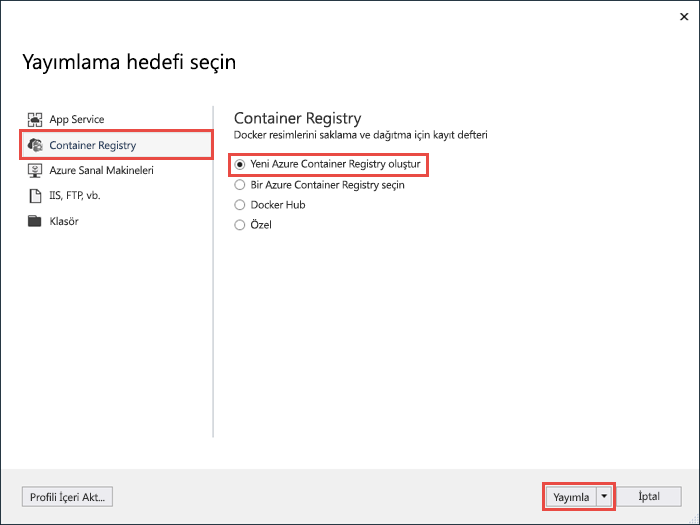 Yayımlama hedefi seçin
App Service
Container Registry
Azure Sanal Makineleri
IIS, FTP, vb.
Klasör
Container Registry
Docker resimlerini saklama ve dağıtma için kayıt defteri
Yeni Azure Container Registry oluştur
Bir Azure Container Registry seçin
Docker Hub
Özel
Profili İçeri Akt...
Yayımla
İptal